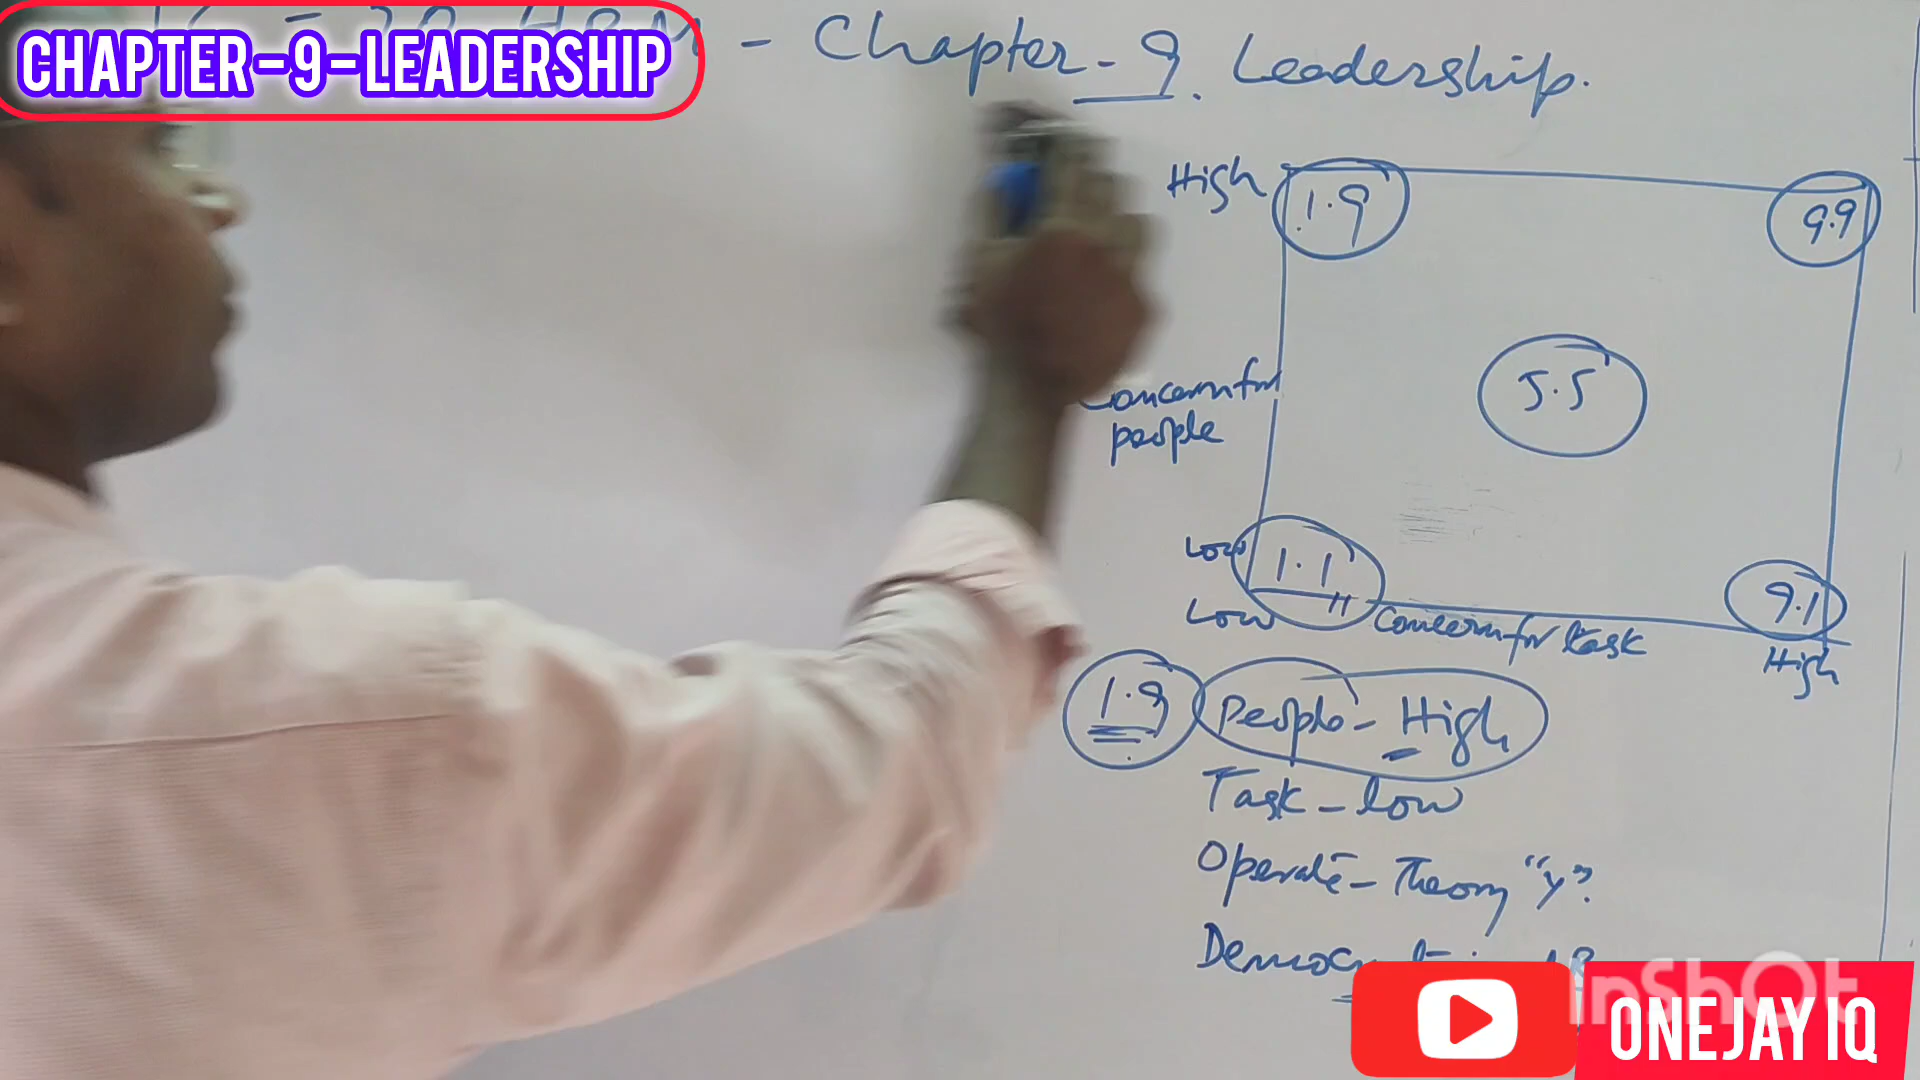 CHAPTER-9-LEADERSHIP
- Chapter - 9. Leadership.
High 1.9 9.9
5.5
Concern for
people
Low 1.1 9.1
Low Concern for task
High
1.9 People - High
Task - low
Operate - Theory "Y".
InShOt
ONEJAY IQ